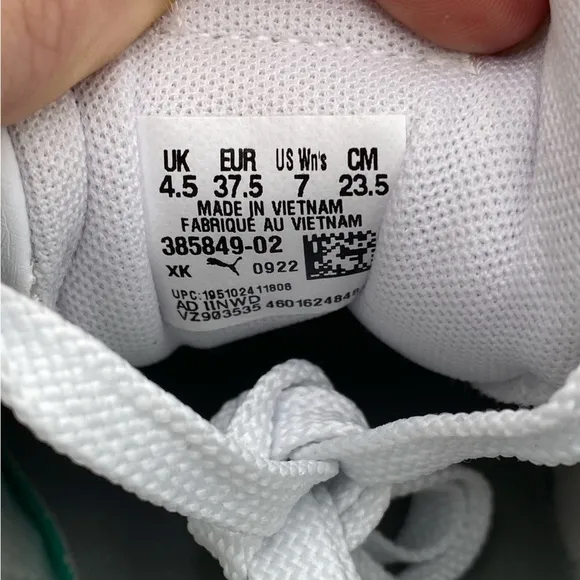 UK EUR US Wn's CM
4.5 37.5 7 23.5
MADE IN VIETNAM
FABRIQUÉ AU VIETNAM
385849-02
XK 0922
UPC:195102411806
AD IINWD
VZ903535 4601624848